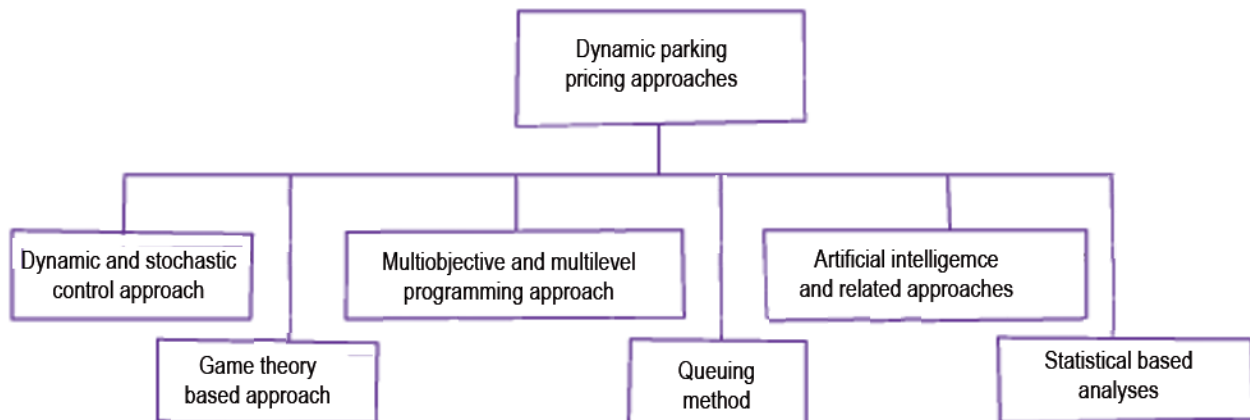 Dynamic parking
pricing approaches
Dynamic and stochastic
control approach
Multiobjective and multilevel
programming approach
Artificial intelligemce
and related approaches
Game theory
based approach
Queuing
method
Statistical based
analyses